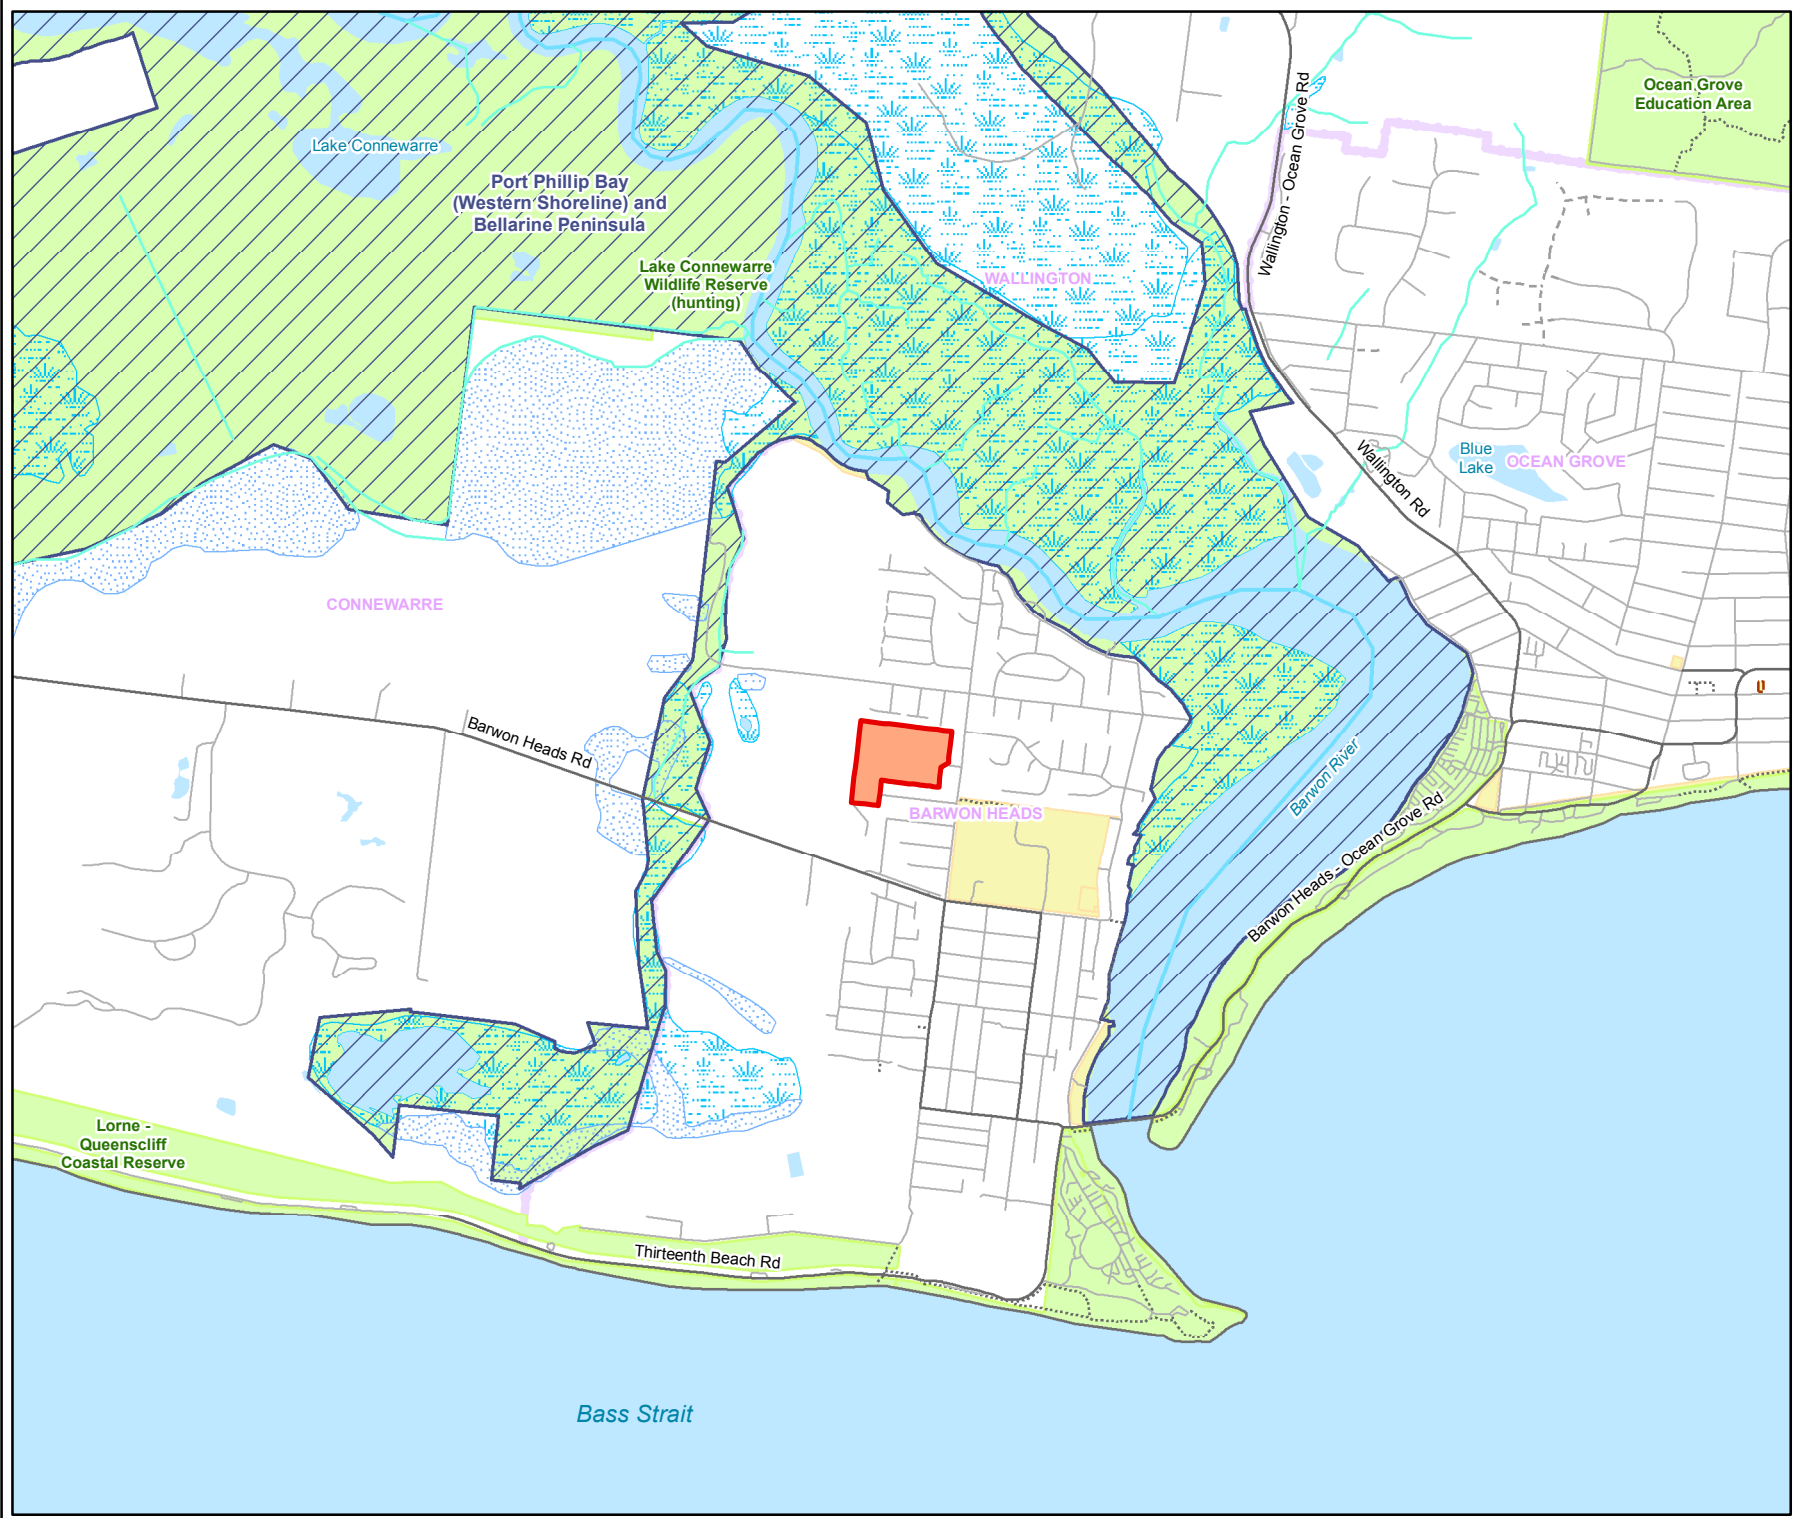 Ocean Grove
Education Area
Lake Connewarre
Wallington - Ocean Grove Rd
Port Phillip Bay
(Western Shoreline) and
Bellarine Peninsula
Lake Connewarre
Wildlife Reserve
(hunting)
WALLINGTON
Wallington Rd
Blue
Lake
OCEAN GROVE
CONNEWARRE
Barwon Heads Rd
Barwon River
BARWON HEADS
Barwon Heads - Ocean Grove Rd
Lorne -
Queenscliff
Coastal Reserve
Thirteenth Beach Rd
Bass Strait